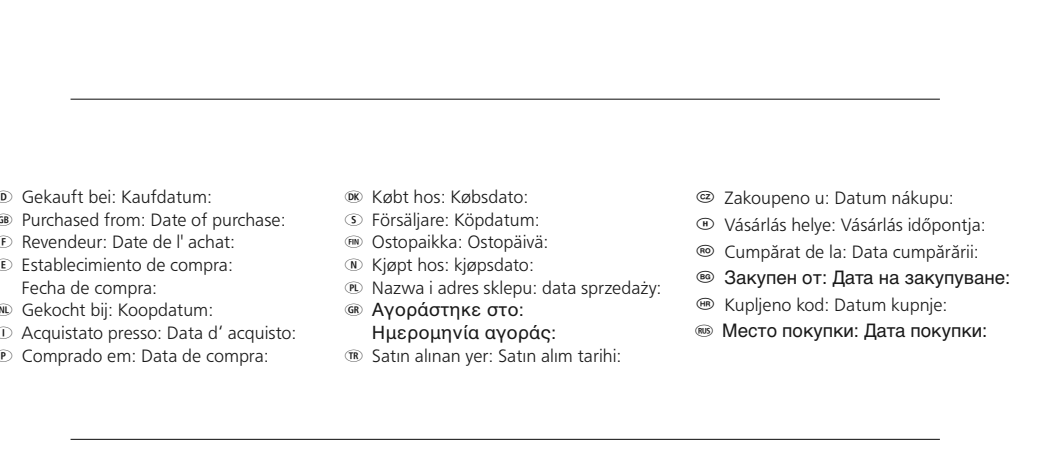 D Gekauft bei: Kaufdatum:
GB Purchased from: Date of purchase:
F Revendeur: Date de l' achat:
E Establecimiento de compra:
Fecha de compra:
NL Gekocht bij: Koopdatum:
I Acquistato presso: Data d’ acquisto:
P Comprado em: Data de compra:
DK Købt hos: Købsdato:
S Försäljare: Köpdatum:
FIN Ostopaikka: Ostopäivä:
N Kjøpt hos: kjøpsdato:
PL Nazwa i adres sklepu: data sprzedaży:
GR Αγοράστηκε στο:
Ημερομηνία αγοράς:
TR Satın alınan yer: Satın alım tarihi:
CZ Zakoupeno u: Datum nákupu:
H Vásárlás helye: Vásárlás időpontja:
RO Cumpărat de la: Data cumpărării:
BG Закупен от: Дата на закупуване:
HR Kupljeno kod: Datum kupnje:
RUS Место покупки: Дата покупки: